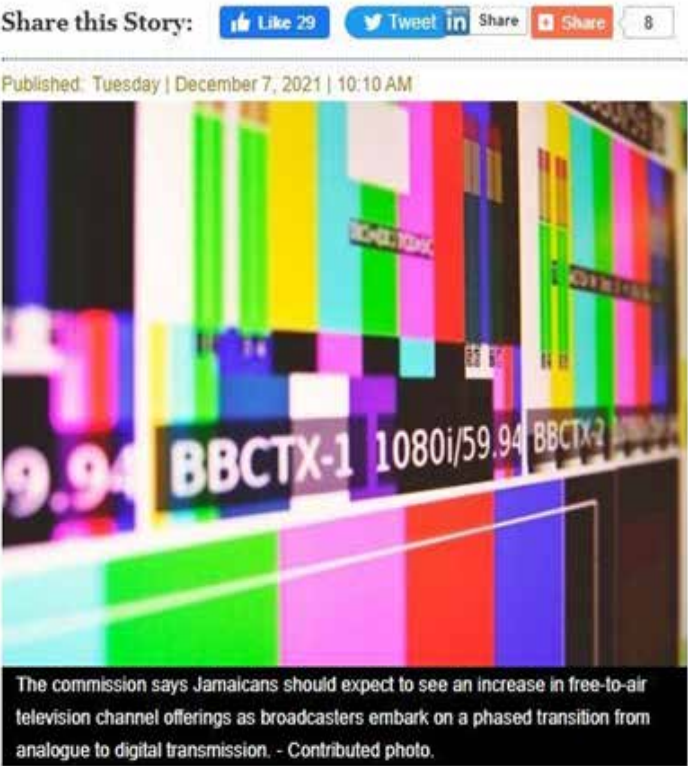 Share this Story:
Like 29
Tweet
Share
Share
8
Published: Tuesday | December 7, 2021 | 10:10 AM
9.94
BBCTX-1 1080i/59.94
BBCTX-2
The commission says Jamaicans should expect to see an increase in free-to-air
television channel offerings as broadcasters embark on a phased transition from
analogue to digital transmission. - Contributed photo.